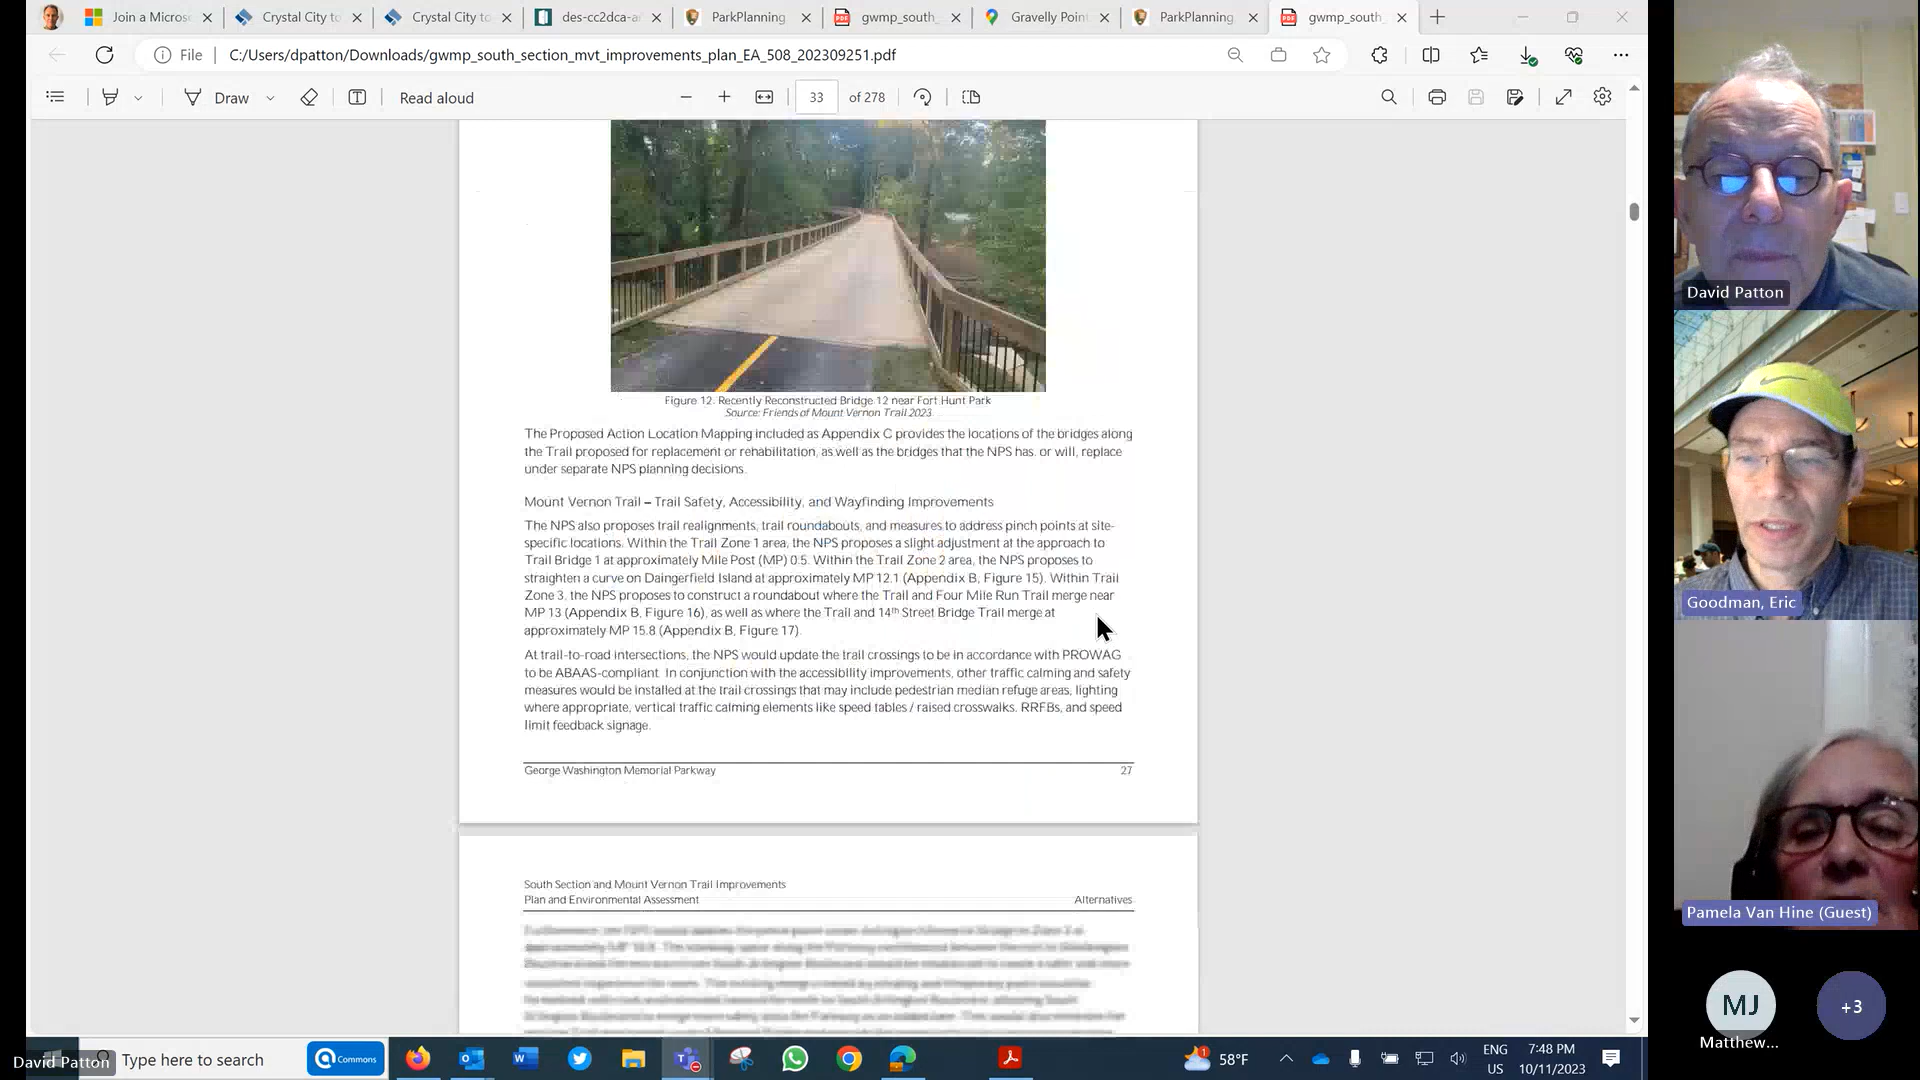 Join a Micros
Crystal City to
Crystal City to
des-cc2dca-a
ParkPlanning
gwmp_south_
Gravelly Point
ParkPlanning
gwmp_south_
File
C:/Users/dpatton/Downloads/gwmp_south_section_mvt_improvements_plan_EA_508_202309251.pdf
Draw
Read aloud
33
of 278
Figure 12. Recently Reconstructed Bridge 12 near Fort Hunt Park
Source: Friends of Mount Vernon Trail 2023
The Proposed Action Location Mapping included as Appendix C provides the locations of the bridges along
the Trail proposed for replacement or rehabilitation, as well as the bridges that the NPS has, or will, replace
under separate NPS planning decisions.
Mount Vernon Trail – Trail Safety, Accessibility, and Wayfinding Improvements
The NPS also proposes trail realignments, trail roundabouts, and measures to address pinch points at site-
specific locations. Within the Trail Zone 1 area, the NPS proposes a slight adjustment at the approach to
Trail Bridge 1 at approximately Mile Post (MP) 0.5. Within the Trail Zone 2 area, the NPS proposes to
straighten a curve on Daingerfield Island at approximately MP 12.1 (Appendix B, Figure 15). Within Trail
Zone 3, the NPS proposes to construct a roundabout where the Trail and Four Mile Run Trail merge near
MP 13 (Appendix B, Figure 16), as well as where the Trail and 14th Street Bridge Trail merge at
approximately MP 15.8 (Appendix B, Figure 17).
At trail-to-road intersections, the NPS would update the trail crossings to be in accordance with PROWAG
to be ABAAS-compliant. In conjunction with the accessibility improvements, other traffic calming and safety
measures would be installed at the trail crossings that may include pedestrian median refuge areas, lighting
where appropriate, vertical traffic calming elements like speed tables / raised crosswalks, RRFBs, and speed
limit feedback signage.
George Washington Memorial Parkway
27
South Section and Mount Vernon Trail Improvements
Plan and Environmental Assessment
Alternatives
David Patton
Goodman, Eric
Pamela Van Hine (Guest)
MJ
+3
Matthew...
David Patton
Type here to search
Commons
1
58°F
ENG
US
7:48 PM
10/11/2023